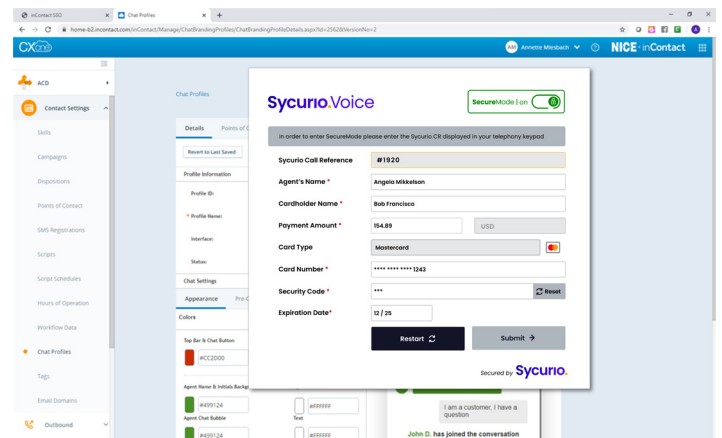 inContact SSO
Chat Profiles
home-b2.incontact.com/inContact/Manage/ChatBrandingProfiles/ChatBrandingProfileDetails.aspx?Id=2562&VersionNo=2
CXone
AM Annette Miesbach
NICE · inContact
ACD
Contact Settings
Skills
Campaigns
Dispositions
Points of Contact
SMS Registrations
Scripts
Script Schedules
Hours of Operation
Workflow Data
Chat Profiles
Tags
Email Domains
Outbound
Chat Profiles
Details
Points of
Revert to Last Saved
Profile Information
Profile ID:
* Profile Name:
Interface:
Status:
Chat Settings
Appearance
Pre-
Colors
Top Bar & Chat Button
#CC2D00
Agent Name & Initials
#499124
#FFFFFF
Agent Chat Bubble
Text
#499124
#FFFFFF
Sycurio.Voice
SecureMode | on
In order to enter SecureMode please enter the Sycurio CR displayed in your telephony keypad
Sycurio Call Reference
#1920
Agent's Name *
Angela Mikkelson
Cardholder Name *
Bob Francisco
Payment Amount *
154.89
USD
Card Type
Mastercard
Card Number *
**** **** **** 1243
Security Code *
***
Reset
Expiration Date*
12 / 25
Restart
Submit
Secured by Sycurio.
I am a customer, I have a
question
John D. has joined the conversation